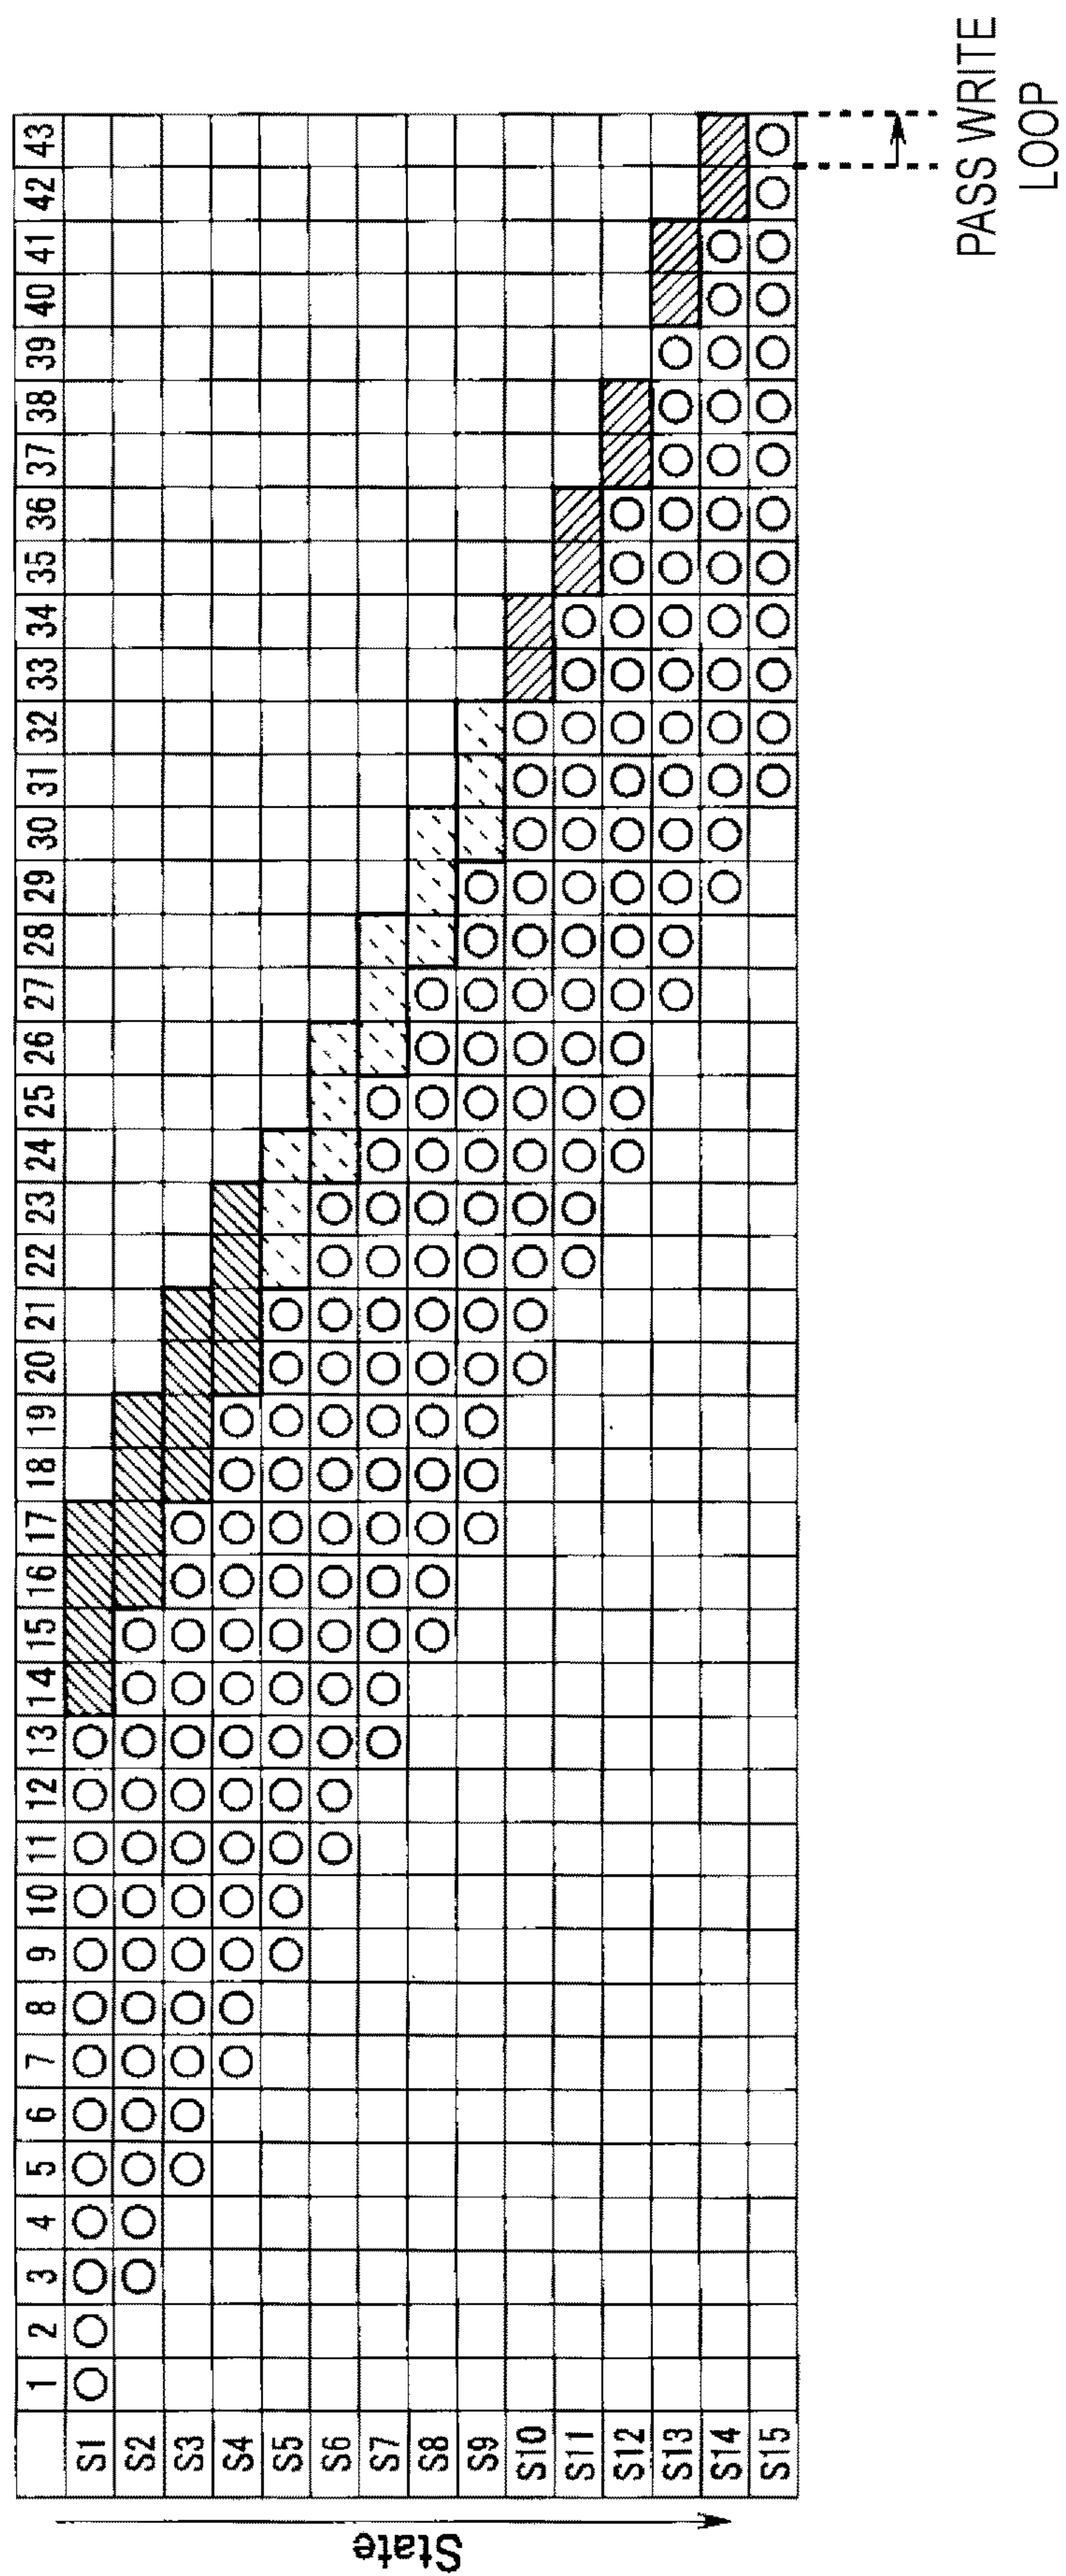 1 2 3 4 5 6 7 8 9 10 11 12 13 14 15 16 17 18 19 20 21 22 23 24 25 26 27 28 29 30 31 32 33 34 35 36 37 38 39 40 41 42 43
State
S1
S2
S3
S4
S5
S6
S7
S8
S9
S10
S11
S12
S13
S14
S15
PASS WRITE
LOOP